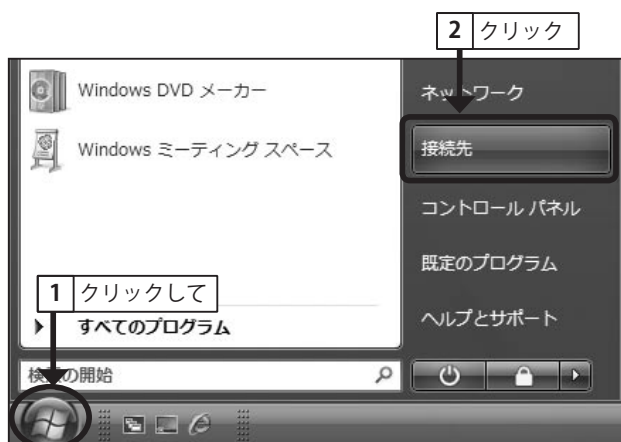 2 クリック
Windows DVD メーカー
Windows ミーティング スペース
ネットワーク
接続先
コントロール パネル
既定のプログラム
ヘルプとサポート
1 クリックして
すべてのプログラム
検索の開始